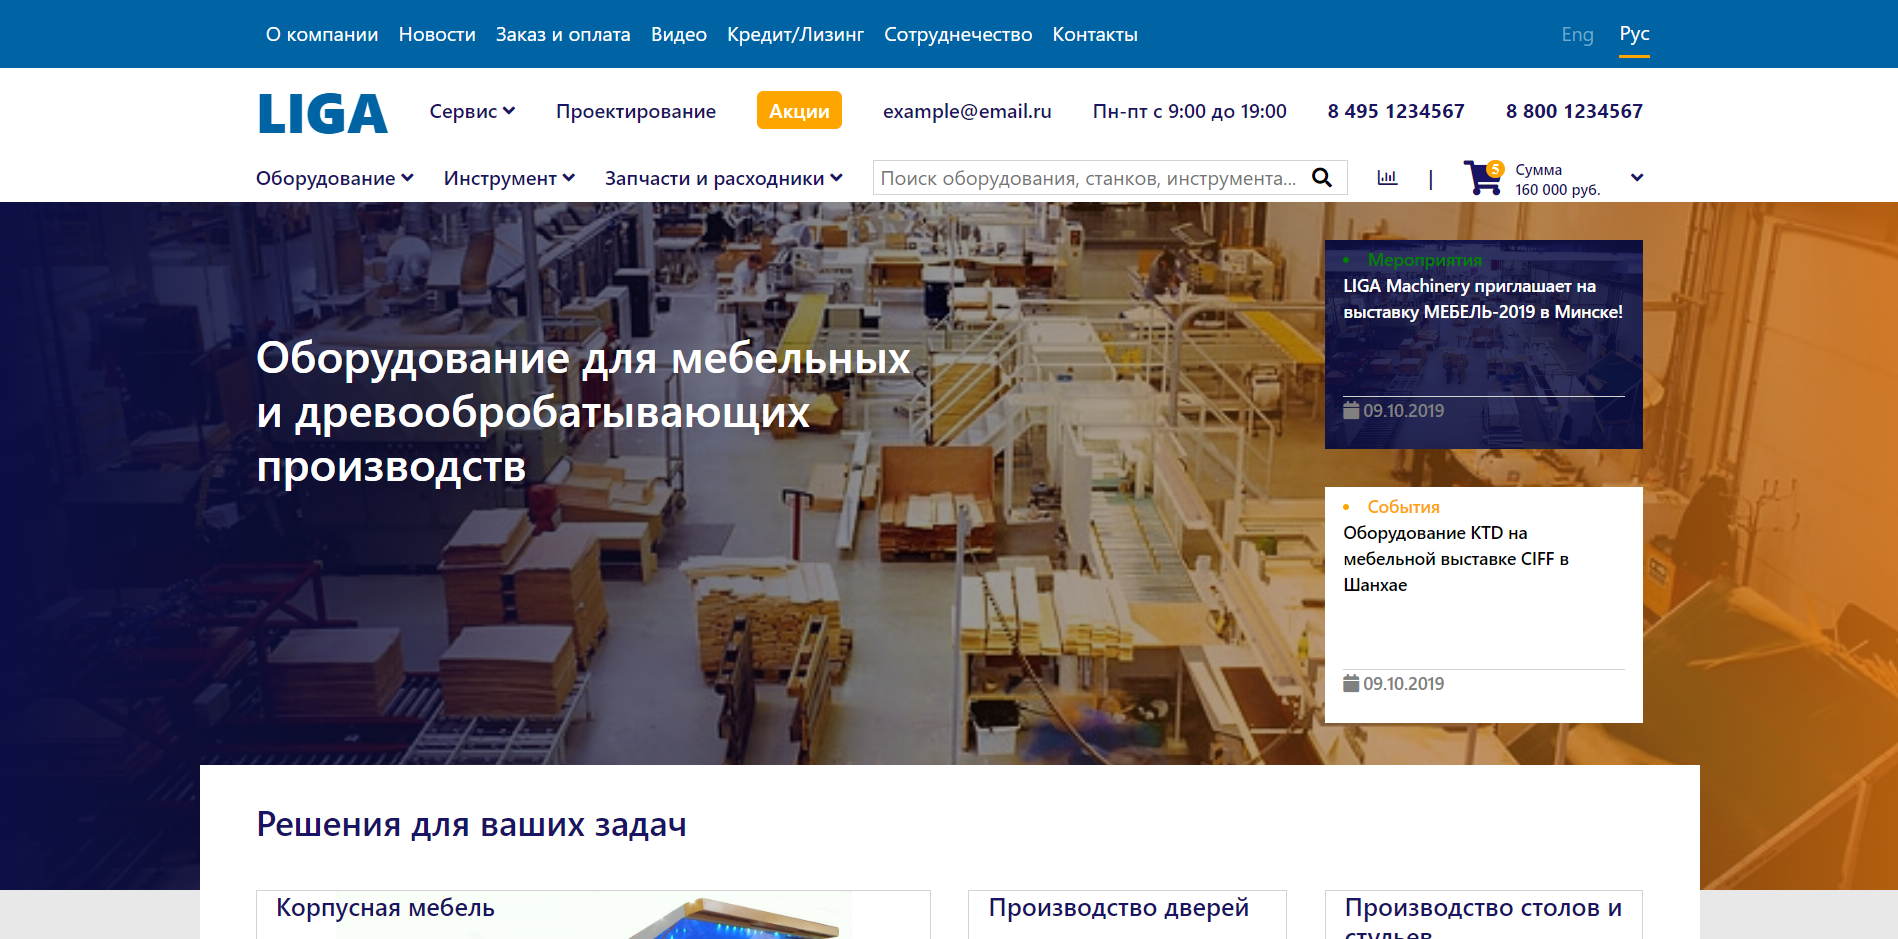 О компании Новости Заказ и оплата Видео Кредит/Лизинг Сотруднечество Контакты Eng Рус
LIGA Сервис Проектирование Акции example@email.ru Пн-пт с 9:00 до 19:00 8 495 1234567 8 800 1234567
Оборудование Инструмент Запчасти и расходники Поиск оборудования, станков, инструмента... | 5 Сумма
160 000 руб.
Оборудование для мебельных
и древообробатывающих
производств
• Мероприятия
LIGA Machinery приглашает на
выставку МЕБЕЛЬ-2019 в Минске!
09.10.2019
• События
Оборудование KTD на
мебельной выставке CIFF в
Шанхае
09.10.2019
Решения для ваших задач
Корпусная мебель
Производство дверей
Производство столов и
стульев